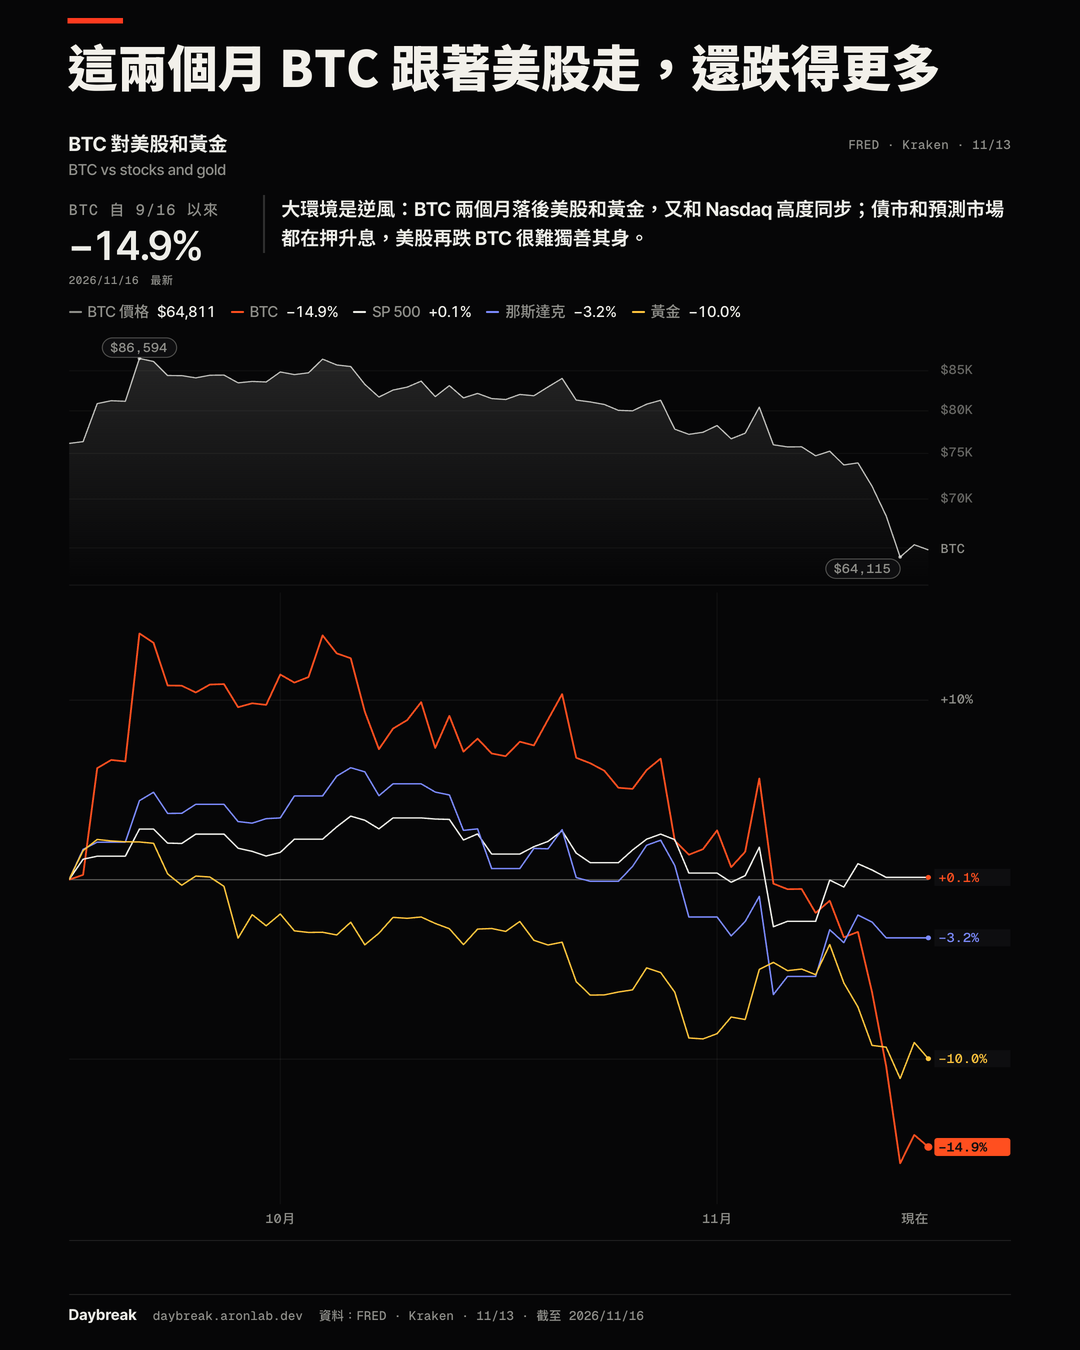 這兩個月 BTC 跟著美股走，還跌得更多
BTC 對美股和黃金
FRED · Kraken · 11/13
BTC vs stocks and gold
BTC 自 9/16 以來
−14.9%
2026/11/16 最新
大環境是逆風：BTC 兩個月落後美股和黃金，又和 Nasdaq 高度同步；債市和預測市場
都在押升息，美股再跌 BTC 很難獨善其身。
BTC 價格 $64,811 BTC −14.9% SP 500 +0.1% 那斯達克 −3.2% 黃金 −10.0%
$86,594
$85K
$80K
$75K
$70K
BTC
$64,115
+10%
+0.1%
−3.2%
−10.0%
−14.9%
10月 11月 現在
Daybreak daybreak.aronlab.dev 資料：FRED · Kraken · 11/13 · 截至 2026/11/16